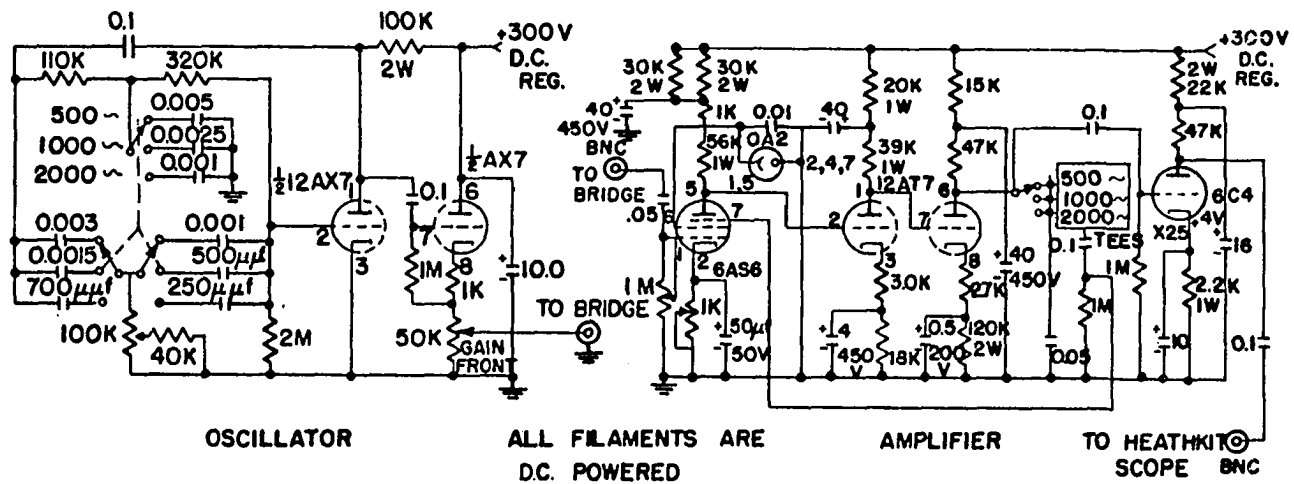 0.1
100K
2W
+300V
D.C.
REG.
110K
320K
500~
0.005
1000~
0.0025
2000~
0.001
½12AX7
½AX7
0.1
6
1
2
3
7
8
0.003
0.001
0.0015
500μμ
700μμf
250μμf
1M
1K
10.0
TO BRIDGE
100K
40K
2M
50K
GAIN
FRONT
OSCILLATOR
ALL FILAMENTS ARE
D.C. POWERED
30K
2W
30K
2W
40
450V
BNC
TO
BRIDGE
1K
0.01
40
56K
1W
0A2
2,4,7
1,5
20K
1W
15K
39K
1W
47K
12AT7
.05
5
6
7
1
2
6AS6
1M
1K
50μf
50V
1
2
3
6
7
8
3.0K
2.7K
4
450
V
18K
0.5
200
V
120K
2W
40
450V
0.1
500~
1000~
2000~
TEES
0.1
1M
1M
0.05
+300V
D.C.
REG.
2W
22K
47K
6C4
+4V
X25
2.2K
1W
10
16
0.1
AMPLIFIER
TO HEATHKIT
SCOPE
BNC